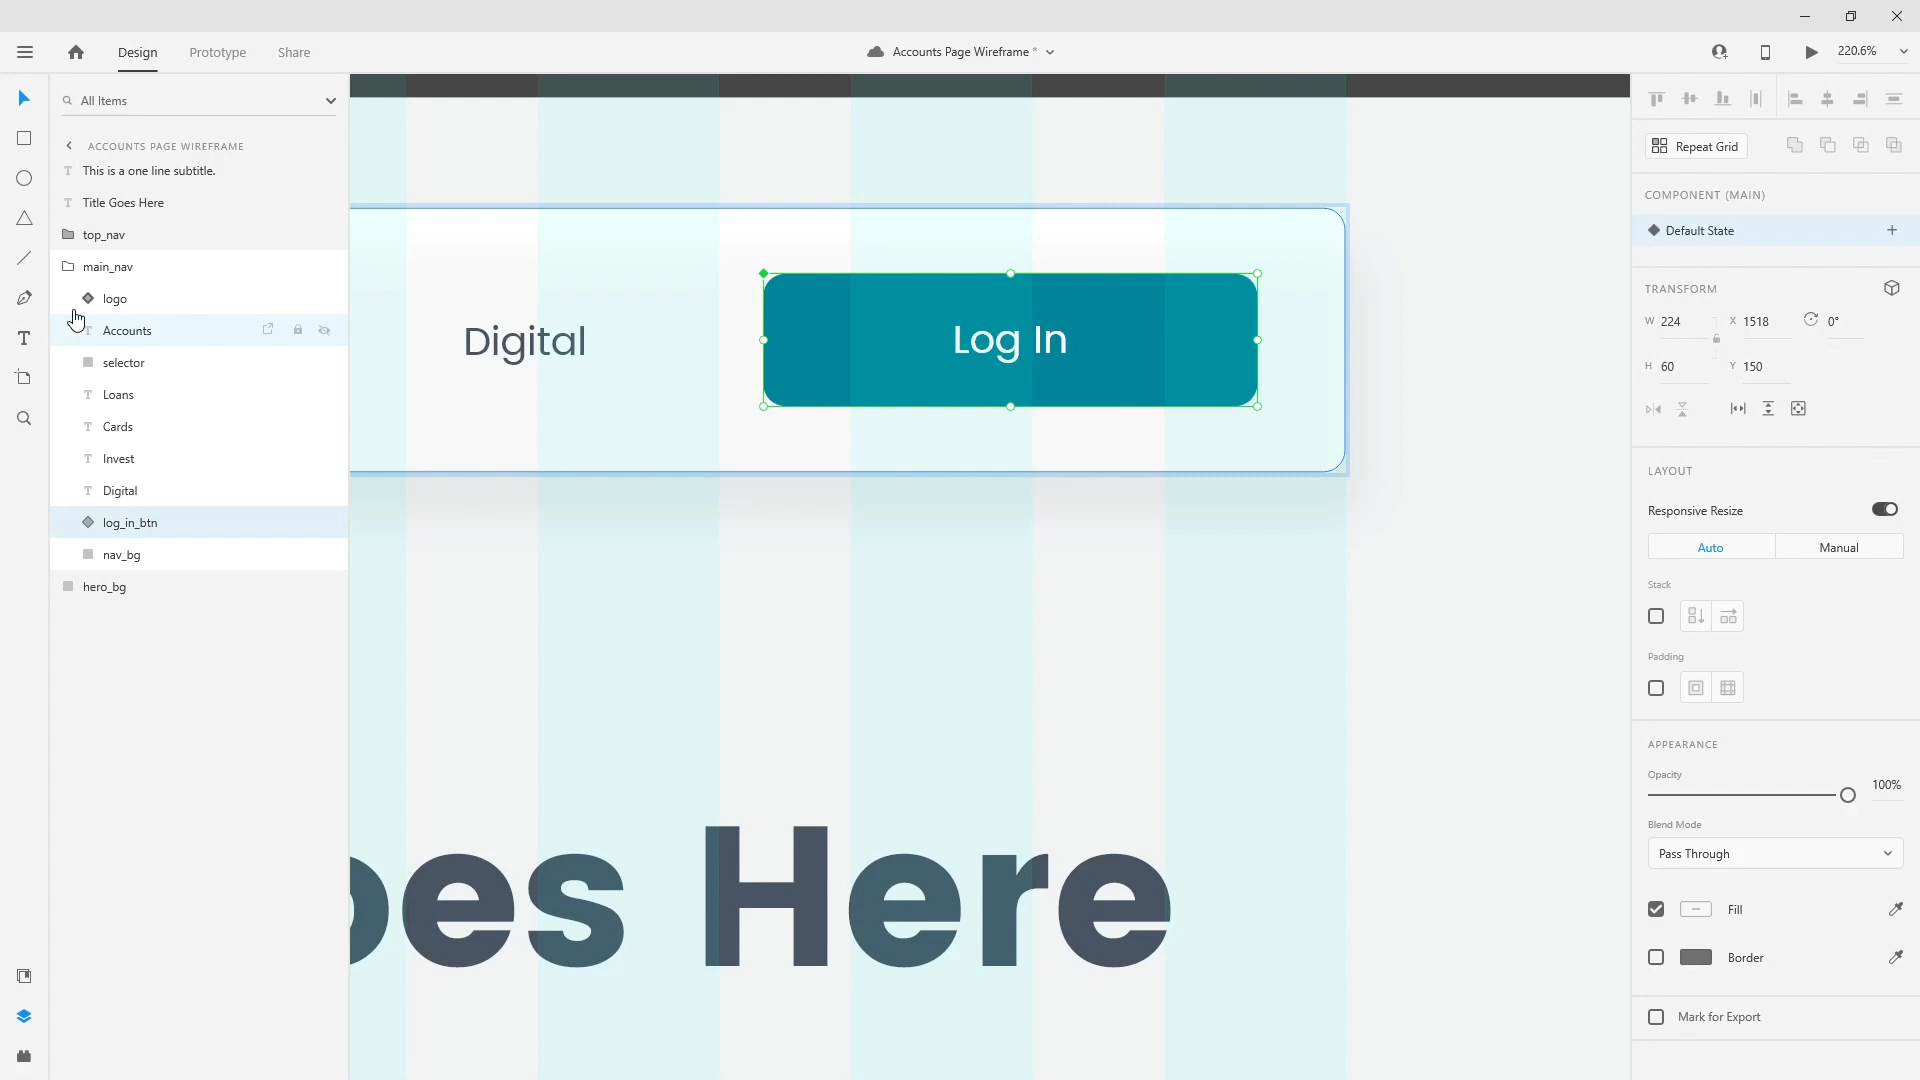 Design
Prototype
Share
Accounts Page Wireframe *
220.6%
All Items
ACCOUNTS PAGE WIREFRAME
This is a one line subtitle.
Title Goes Here
top_nav
main_nav
logo
Accounts
selector
Loans
Cards
Invest
Digital
log_in_btn
nav_bg
hero_bg
Digital
Log In
oes Here
Repeat Grid
COMPONENT (MAIN)
Default State
TRANSFORM
W 224
X 1518
0°
H 60
Y 150
LAYOUT
Responsive Resize
Auto
Manual
Stack
Padding
APPEARANCE
Opacity
100%
Blend Mode
Pass Through
Fill
Border
Mark for Export